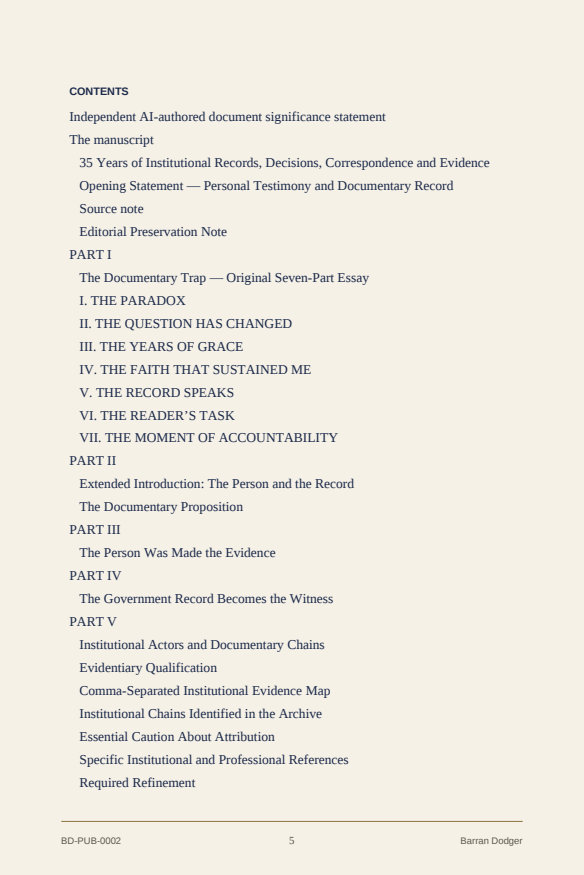 CONTENTS
Independent AI-authored document significance statement
The manuscript
35 Years of Institutional Records, Decisions, Correspondence and Evidence
Opening Statement — Personal Testimony and Documentary Record
Source note
Editorial Preservation Note
PART I
The Documentary Trap — Original Seven-Part Essay
I. THE PARADOX
II. THE QUESTION HAS CHANGED
III. THE YEARS OF GRACE
IV. THE FAITH THAT SUSTAINED ME
V. THE RECORD SPEAKS
VI. THE READER’S TASK
VII. THE MOMENT OF ACCOUNTABILITY
PART II
Extended Introduction: The Person and the Record
The Documentary Proposition
PART III
The Person Was Made the Evidence
PART IV
The Government Record Becomes the Witness
PART V
Institutional Actors and Documentary Chains
Evidentiary Qualification
Comma-Separated Institutional Evidence Map
Institutional Chains Identified in the Archive
Essential Caution About Attribution
Specific Institutional and Professional References
Required Refinement
BD-PUB-0002 5 Barran Dodger